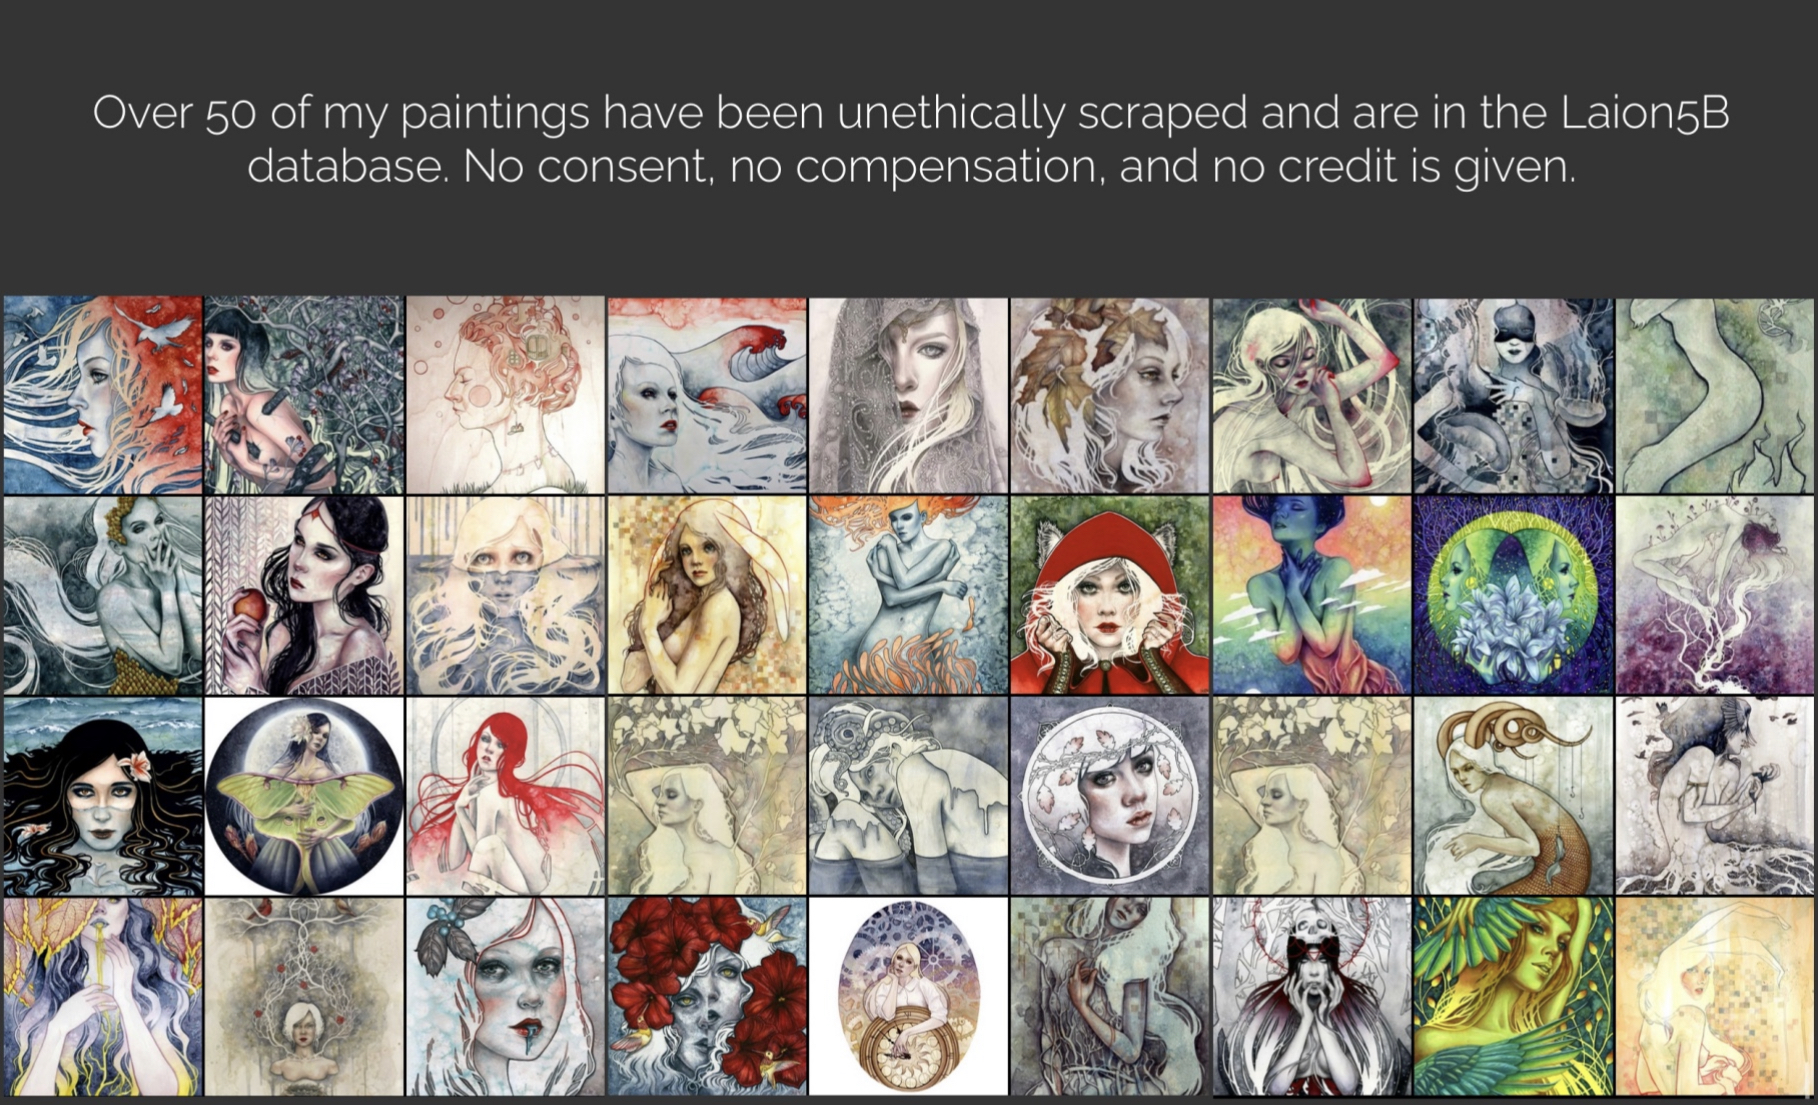 Over 50 of my paintings have been unethically scraped and are in the Laion5B
database. No consent, no compensation, and no credit is given.